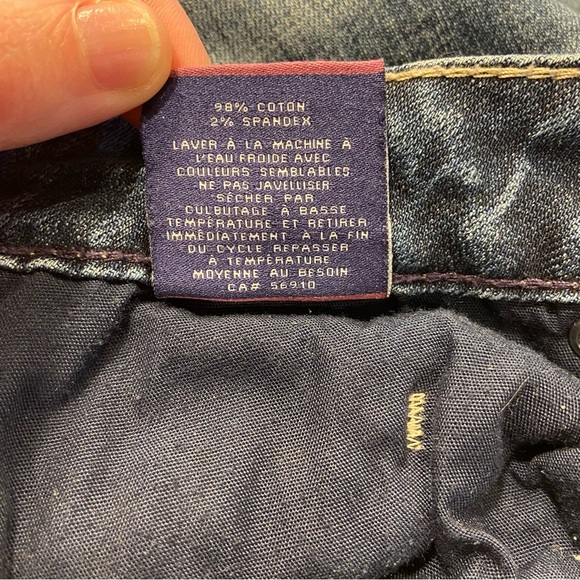 98% COTON
2% SPANDEX
LAVER À LA MACHINE À
L'EAU FROIDE AVEC
COULEURS SEMBLABLES
NE PAS JAVELLISER
SÉCHER PAR
CULBUTAGE À BASSE
TEMPÉRATURE ET RETIRER
IMMÉDIATEMENT À LA FIN
DU CYCLE REPASSER
À TEMPÉRATURE
MOYENNE AU BESOIN
CA# 56910